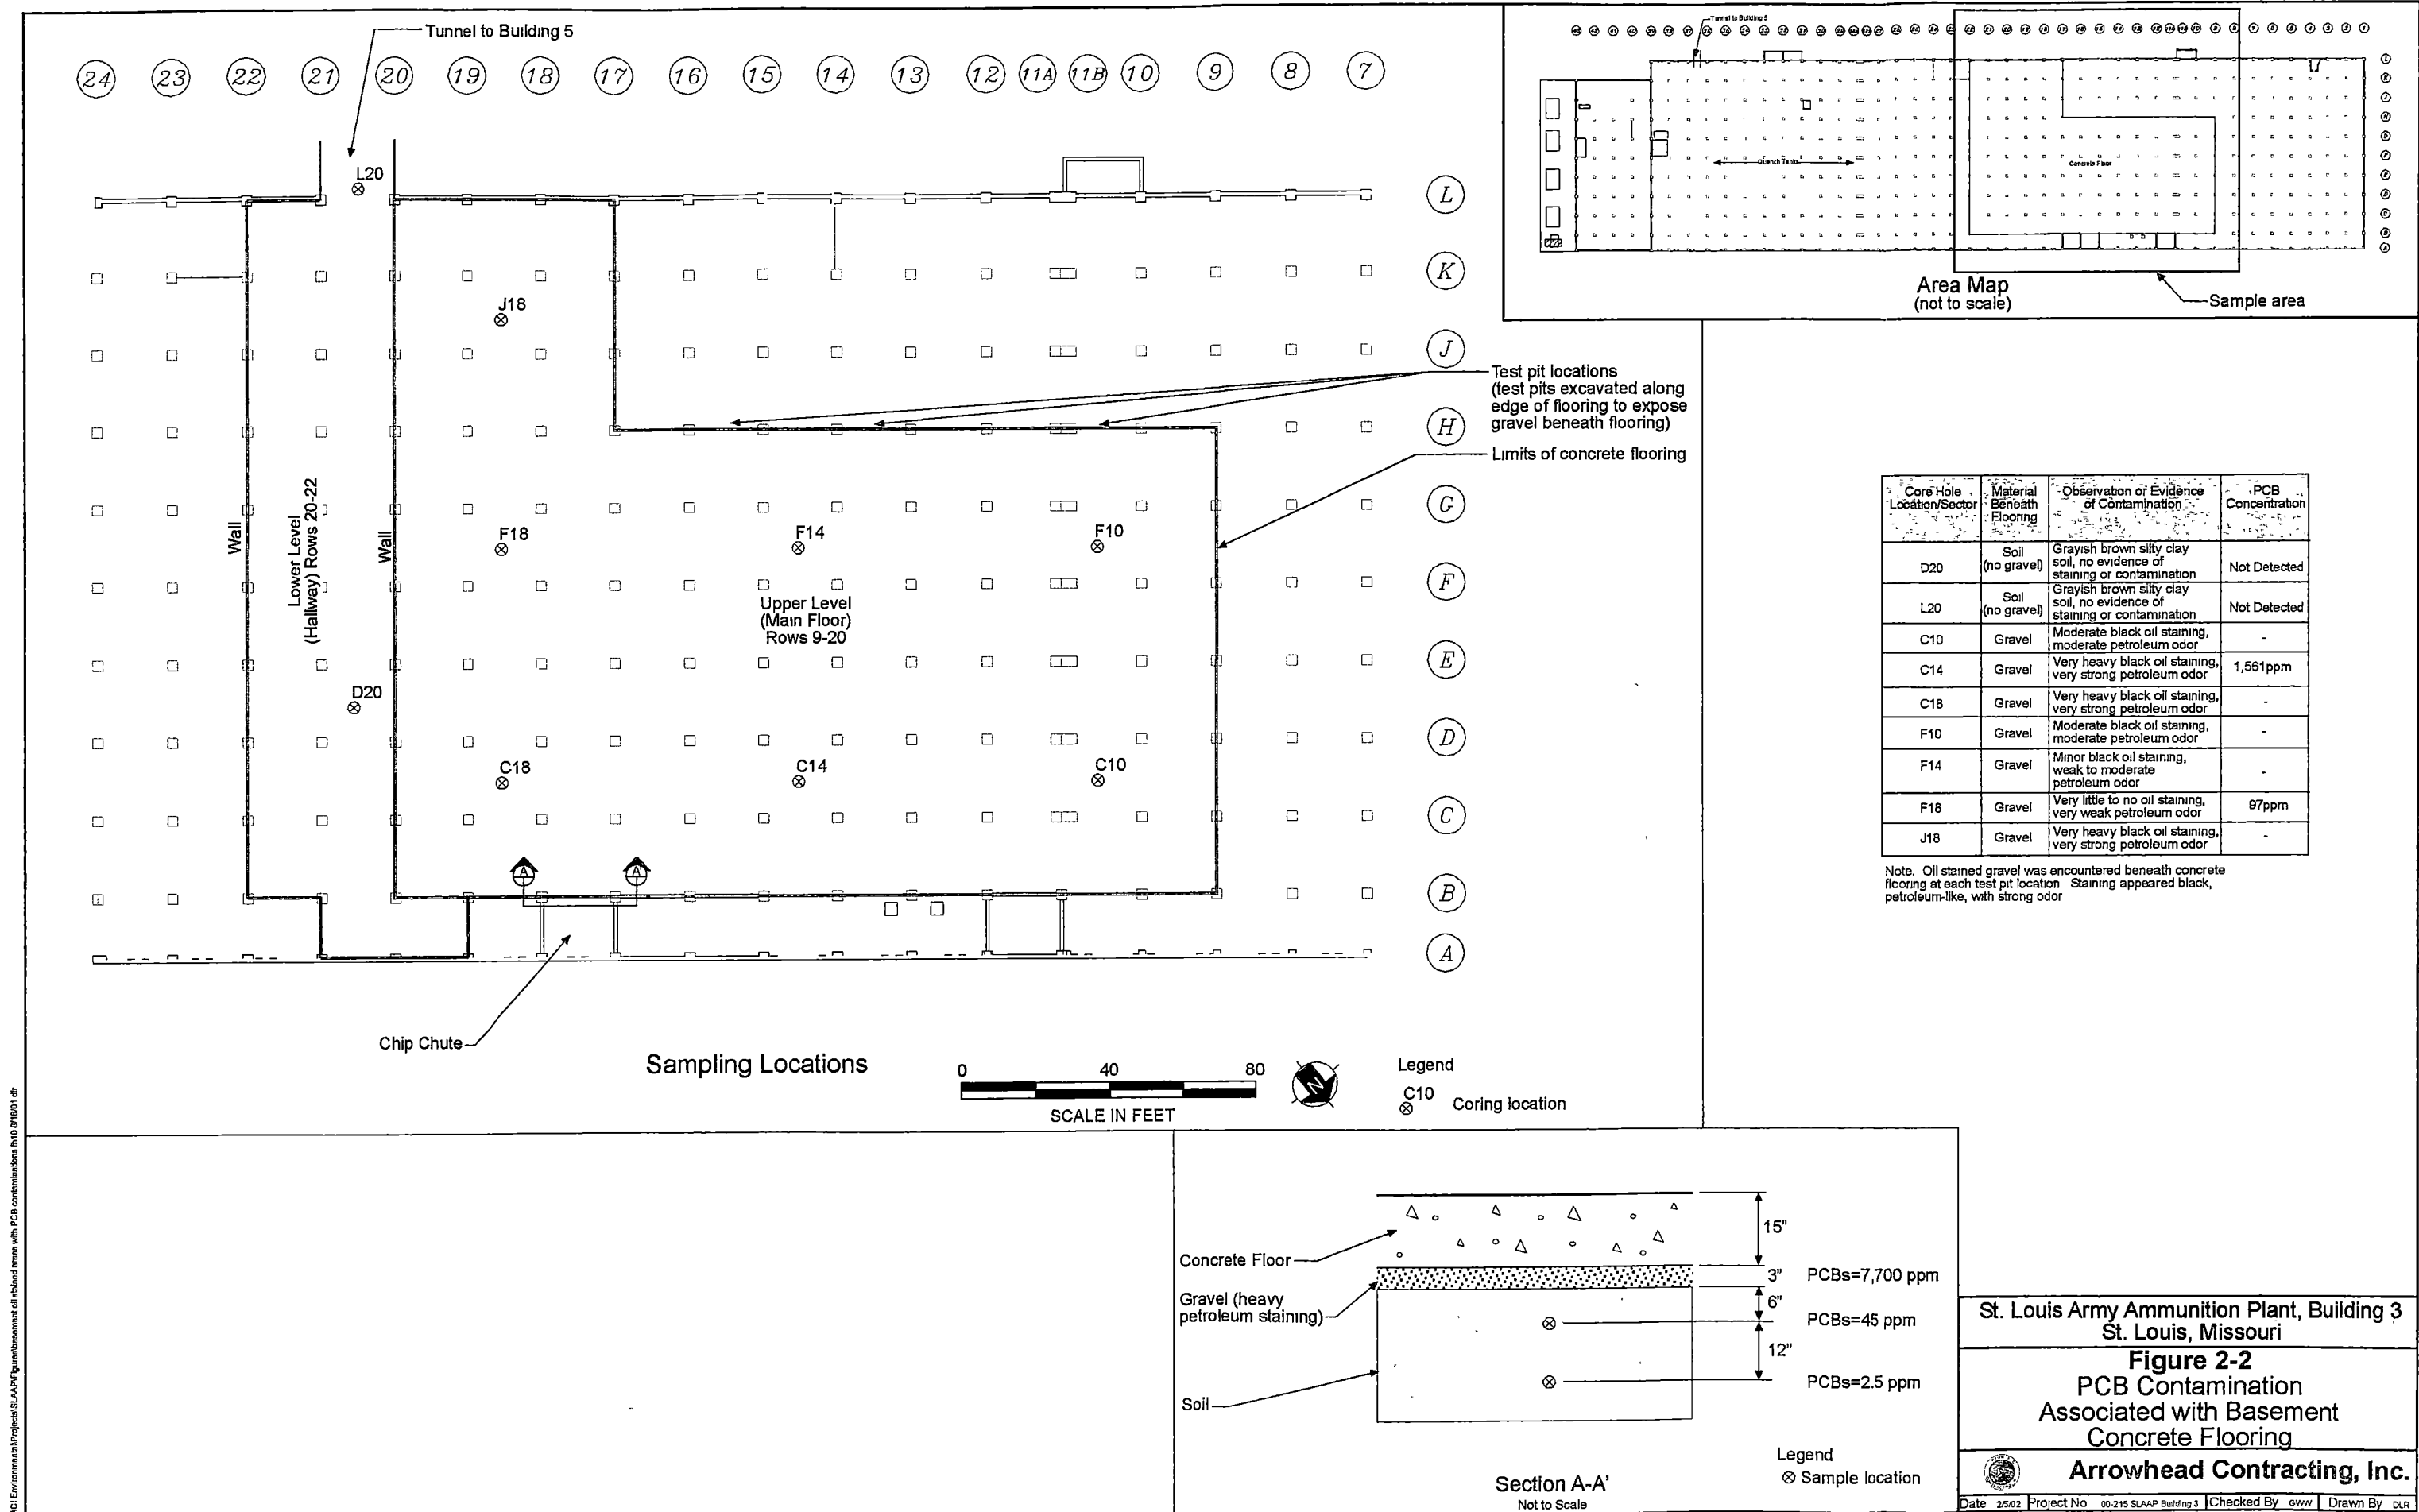 Tunnel to Building 5
24 23 22 21 20 19 18 17 16 15 14 13 12 11A 11B 10 9 8 7
L20
L
K
J18
J
Test pit locations
(test pits excavated along
edge of flooring to expose
gravel beneath flooring)
H
Limits of concrete flooring
G
Wall
Lower Level
(Hallway) Rows 20-22
Wall
F18
F14
F10
F
Upper Level
(Main Floor)
Rows 9-20
E
D20
D
C18
C14
C10
C
A
A'
B
A
Chip Chute
Sampling Locations
0 40 80
SCALE IN FEET
N
Legend
C10
Coring location
Tunnel to Building 5
Quench Tanks
Concrete Floor
Area Map
(not to scale)
Sample area
Core Hole Location/Sector
Material Beneath Flooring
Observation or Evidence of Contamination
PCB Concentration
D20
Soil
(no gravel)
Grayish brown silty clay
soil, no evidence of
staining or contamination
Not Detected
L20
Soil
(no gravel)
Grayish brown silty clay
soil, no evidence of
staining or contamination
Not Detected
C10
Gravel
Moderate black oil staining,
moderate petroleum odor
-
C14
Gravel
Very heavy black oil staining,
very strong petroleum odor
1,561ppm
C18
Gravel
Very heavy black oil staining,
very strong petroleum odor
-
F10
Gravel
Moderate black oil staining,
moderate petroleum odor
-
F14
Gravel
Minor black oil staining,
weak to moderate
petroleum odor
-
F18
Gravel
Very little to no oil staining,
very weak petroleum odor
97ppm
J18
Gravel
Very heavy black oil staining,
very strong petroleum odor
-
Note. Oil stained gravel was encountered beneath concrete
flooring at each test pit location Staining appeared black,
petroleum-like, with strong odor
Concrete Floor
15"
3" PCBs=7,700 ppm
Gravel (heavy
petroleum staining)
6"
PCBs=45 ppm
12"
PCBs=2.5 ppm
Soil
Legend
Sample location
Section A-A'
Not to Scale
St. Louis Army Ammunition Plant, Building 3
St. Louis, Missouri
Figure 2-2
PCB Contamination
Associated with Basement
Concrete Flooring
Arrowhead Contracting, Inc.
Date 2/5/02 Project No 00-215 SLAAP Building 3 Checked By GWW Drawn By DLR